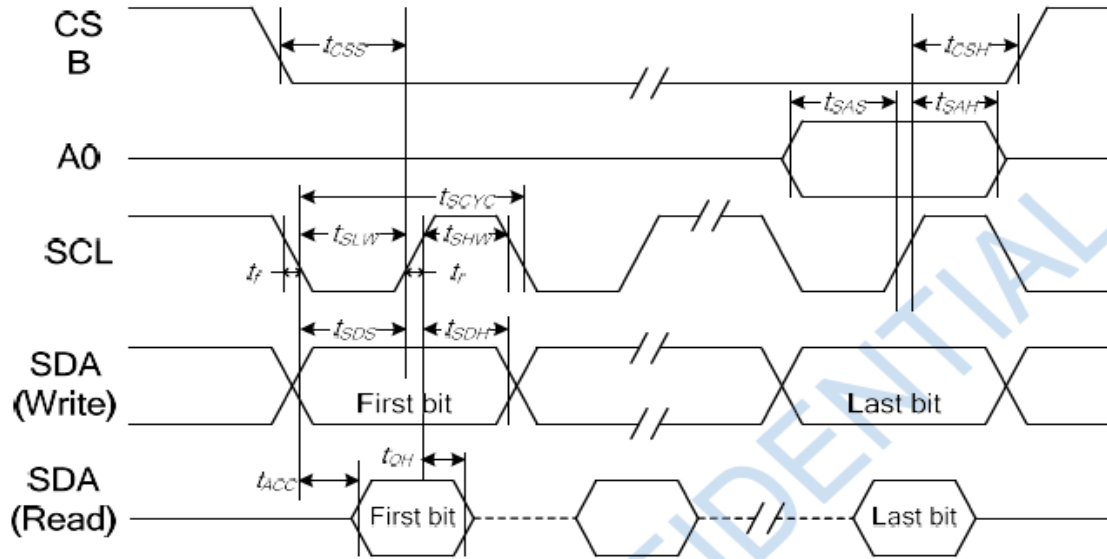 CS
B
tCSS
tCSH
tSAS
tSAH
A0
tSCYC
SCL
tSLW
tSHW
tf
tr
tSDS
tSDH
SDA
(Write)
First bit
Last bit
tOH
tACC
SDA
(Read)
First bit
Last bit
FIDENTIAL